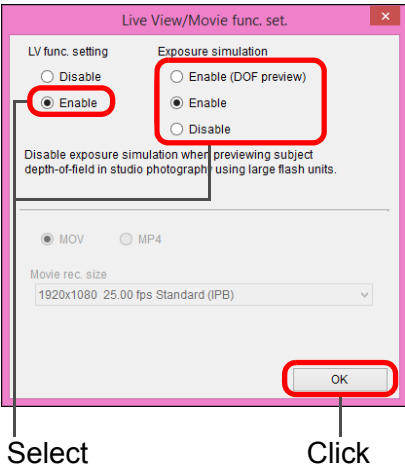 Live View/Movie func. set.
LV func. setting Exposure simulation
Disable Enable (DOF preview)
Enable Enable
Disable
Disable exposure simulation when previewing subject
depth-of-field in studio photography using large flash units.
MOV MP4
Movie rec. size
1920x1080 25.00 fps Standard (IPB)
OK
Select Click